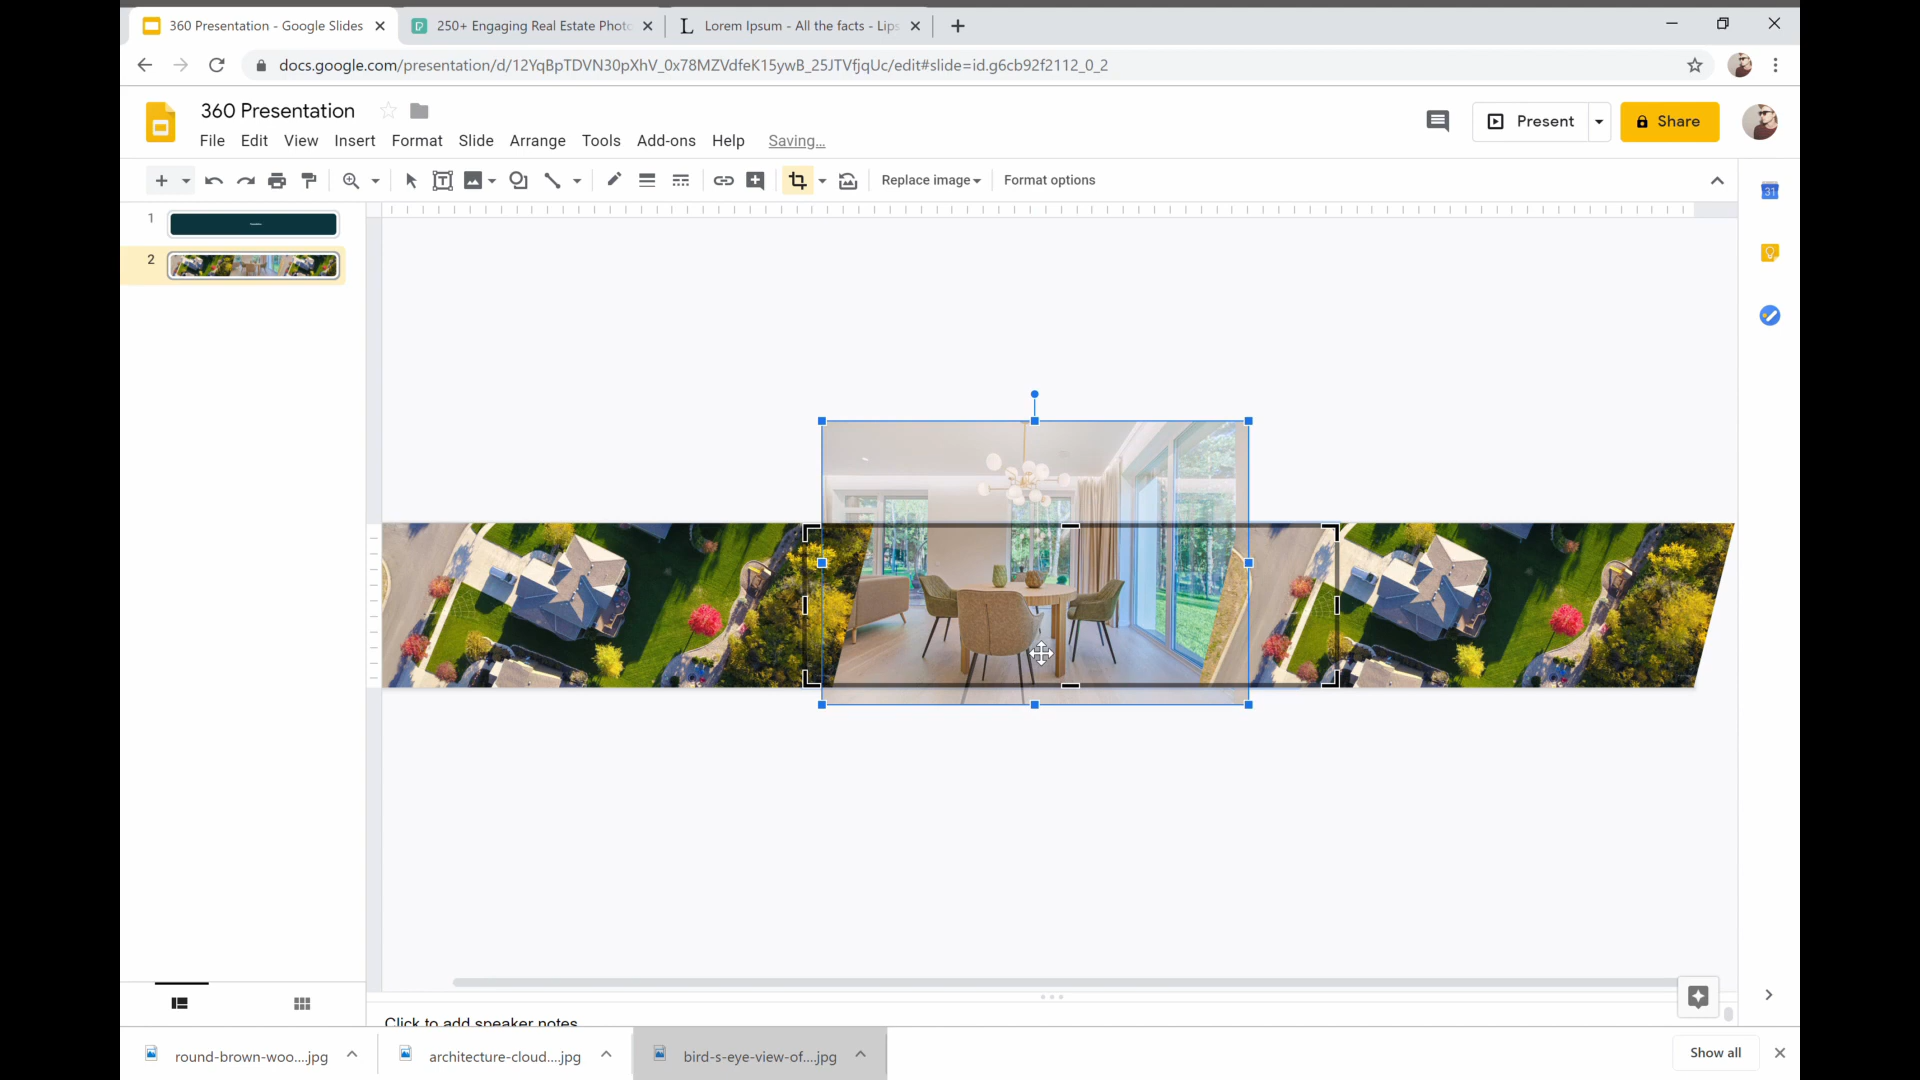 360 Presentation - Google Slides
250+ Engaging Real Estate Photo
Lorem Ipsum - All the facts - Lips
docs.google.com/presentation/d/12YqBpTDVN30pXhV_0x78MZVdfeK15ywB_25JTVfjqUc/edit#slide=id.g6cb92f2112_0_2
360 Presentation
Present
Share
File Edit View Insert Format Slide Arrange Tools Add-ons Help Saving...
Replace image
Format options
31
1
2
Click to add speaker notes
round-brown-woo....jpg
architecture-cloud....jpg
bird-s-eye-view-of....jpg
Show all